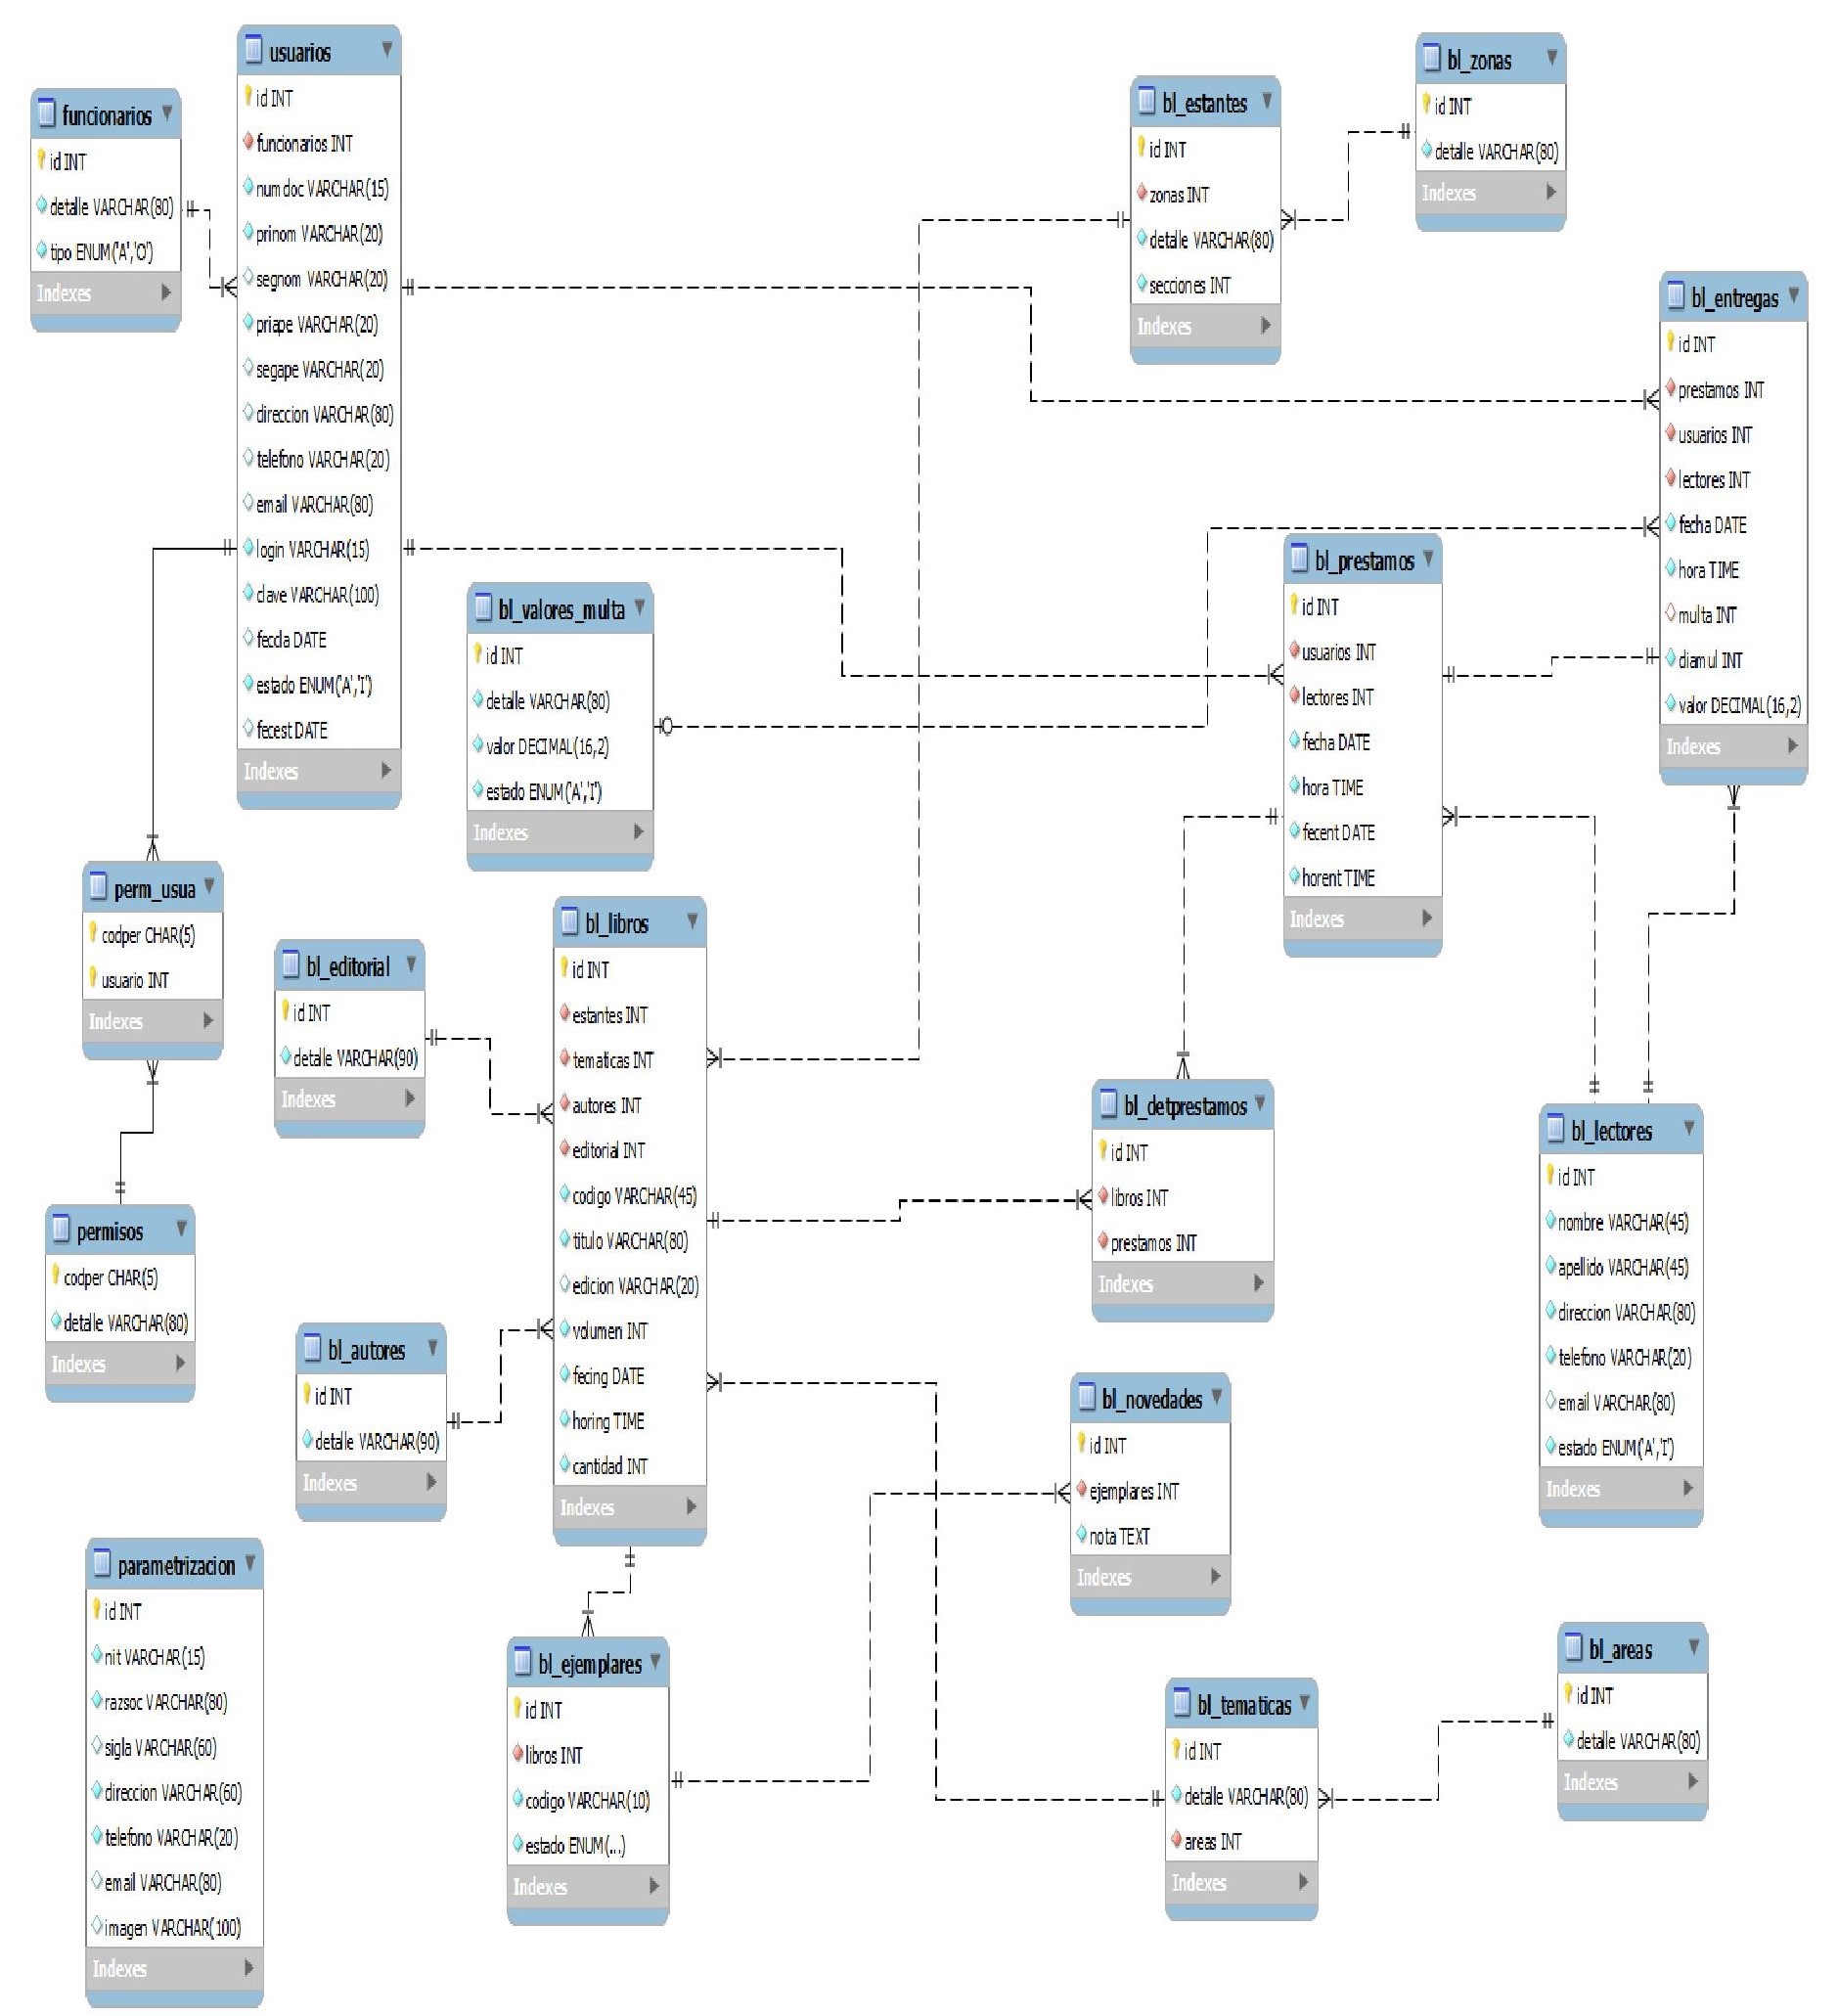 usuarios
id INT
funcionarios INT
numdoc VARCHAR(15)
prinom VARCHAR(20)
segnom VARCHAR(20)
priape VARCHAR(20)
segape VARCHAR(20)
direccion VARCHAR(80)
telefono VARCHAR(20)
email VARCHAR(80)
login VARCHAR(15)
clave VARCHAR(100)
feccla DATE
estado ENUM('A','I')
fecest DATE
Indexes
funcionarios
id INT
detalle VARCHAR(80)
tipo ENUM('A','O')
Indexes
bl_estantes
id INT
zonas INT
detalle VARCHAR(80)
secciones INT
Indexes
bl_zonas
id INT
detalle VARCHAR(80)
Indexes
bl_entregas
id INT
prestamos INT
usuarios INT
lectores INT
fecha DATE
hora TIME
multa INT
diamul INT
valor DECIMAL(16,2)
Indexes
bl_prestamos
id INT
usuarios INT
lectores INT
fecha DATE
hora TIME
fecent DATE
horent TIME
Indexes
bl_valores_multa
id INT
detalle VARCHAR(80)
valor DECIMAL(16,2)
estado ENUM('A','I')
Indexes
perm_usua
codper CHAR(5)
usuario INT
Indexes
bl_editorial
id INT
detalle VARCHAR(90)
Indexes
bl_libros
id INT
estantes INT
tematicas INT
autores INT
editorial INT
codigo VARCHAR(45)
titulo VARCHAR(80)
edicion VARCHAR(20)
volumen INT
fecing DATE
horing TIME
cantidad INT
Indexes
bl_detprestamos
id INT
libros INT
prestamos INT
Indexes
bl_lectores
id INT
nombre VARCHAR(45)
apellido VARCHAR(45)
direccion VARCHAR(80)
telefono VARCHAR(20)
email VARCHAR(80)
estado ENUM('A','I')
Indexes
permisos
codper CHAR(5)
detalle VARCHAR(80)
Indexes
bl_autores
id INT
detalle VARCHAR(90)
Indexes
bl_novedades
id INT
ejemplares INT
nota TEXT
Indexes
parametrizacion
id INT
nit VARCHAR(15)
razsoc VARCHAR(80)
sigla VARCHAR(60)
direccion VARCHAR(60)
telefono VARCHAR(20)
email VARCHAR(80)
imagen VARCHAR(100)
Indexes
bl_ejemplares
id INT
libros INT
codigo VARCHAR(10)
estado ENUM(...)
Indexes
bl_tematicas
id INT
detalle VARCHAR(80)
areas INT
Indexes
bl_areas
id INT
detalle VARCHAR(80)
Indexes